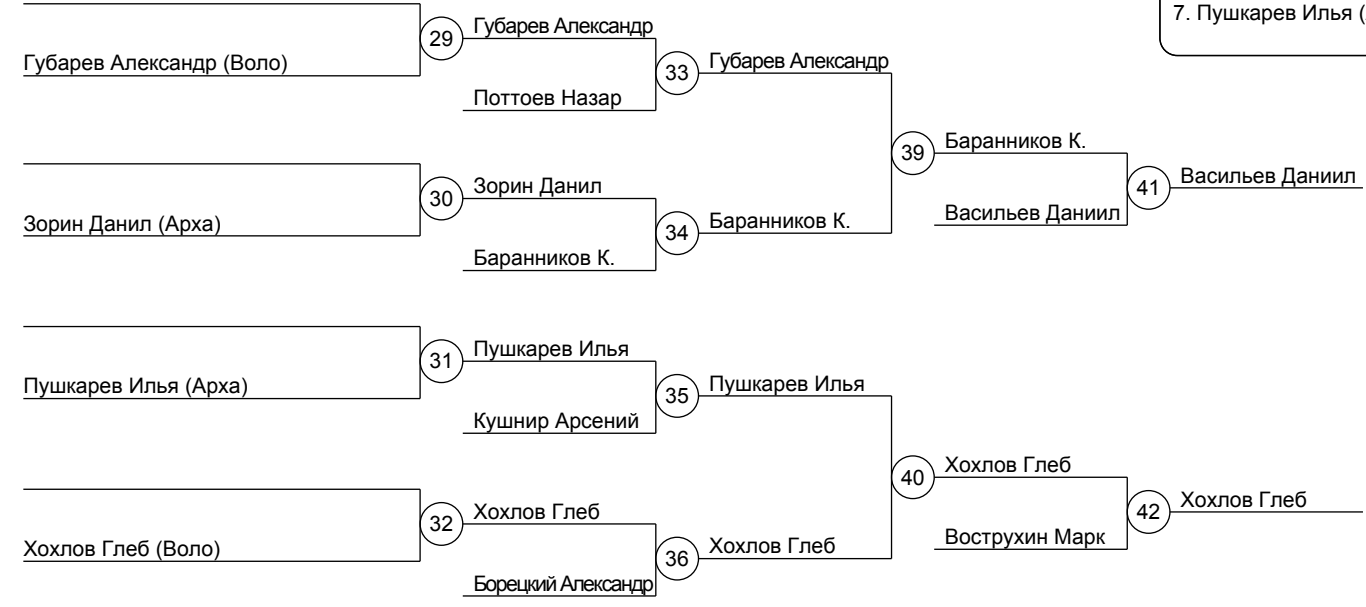 7. Пушкарев Илья (
Губарев Александр (Воло)
29
Губарев Александр
Поттоев Назар
33
Губарев Александр
Зорин Данил (Арха)
30
Зорин Данил
Баранников К.
34
Баранников К.
39
Баранников К.
Васильев Даниил
41
Васильев Даниил
Пушкарев Илья (Арха)
31
Пушкарев Илья
Кушнир Арсений
35
Пушкарев Илья
Хохлов Глеб (Воло)
32
Хохлов Глеб
Борецкий Александр
36
Хохлов Глеб
40
Хохлов Глеб
Вострухин Марк
42
Хохлов Глеб